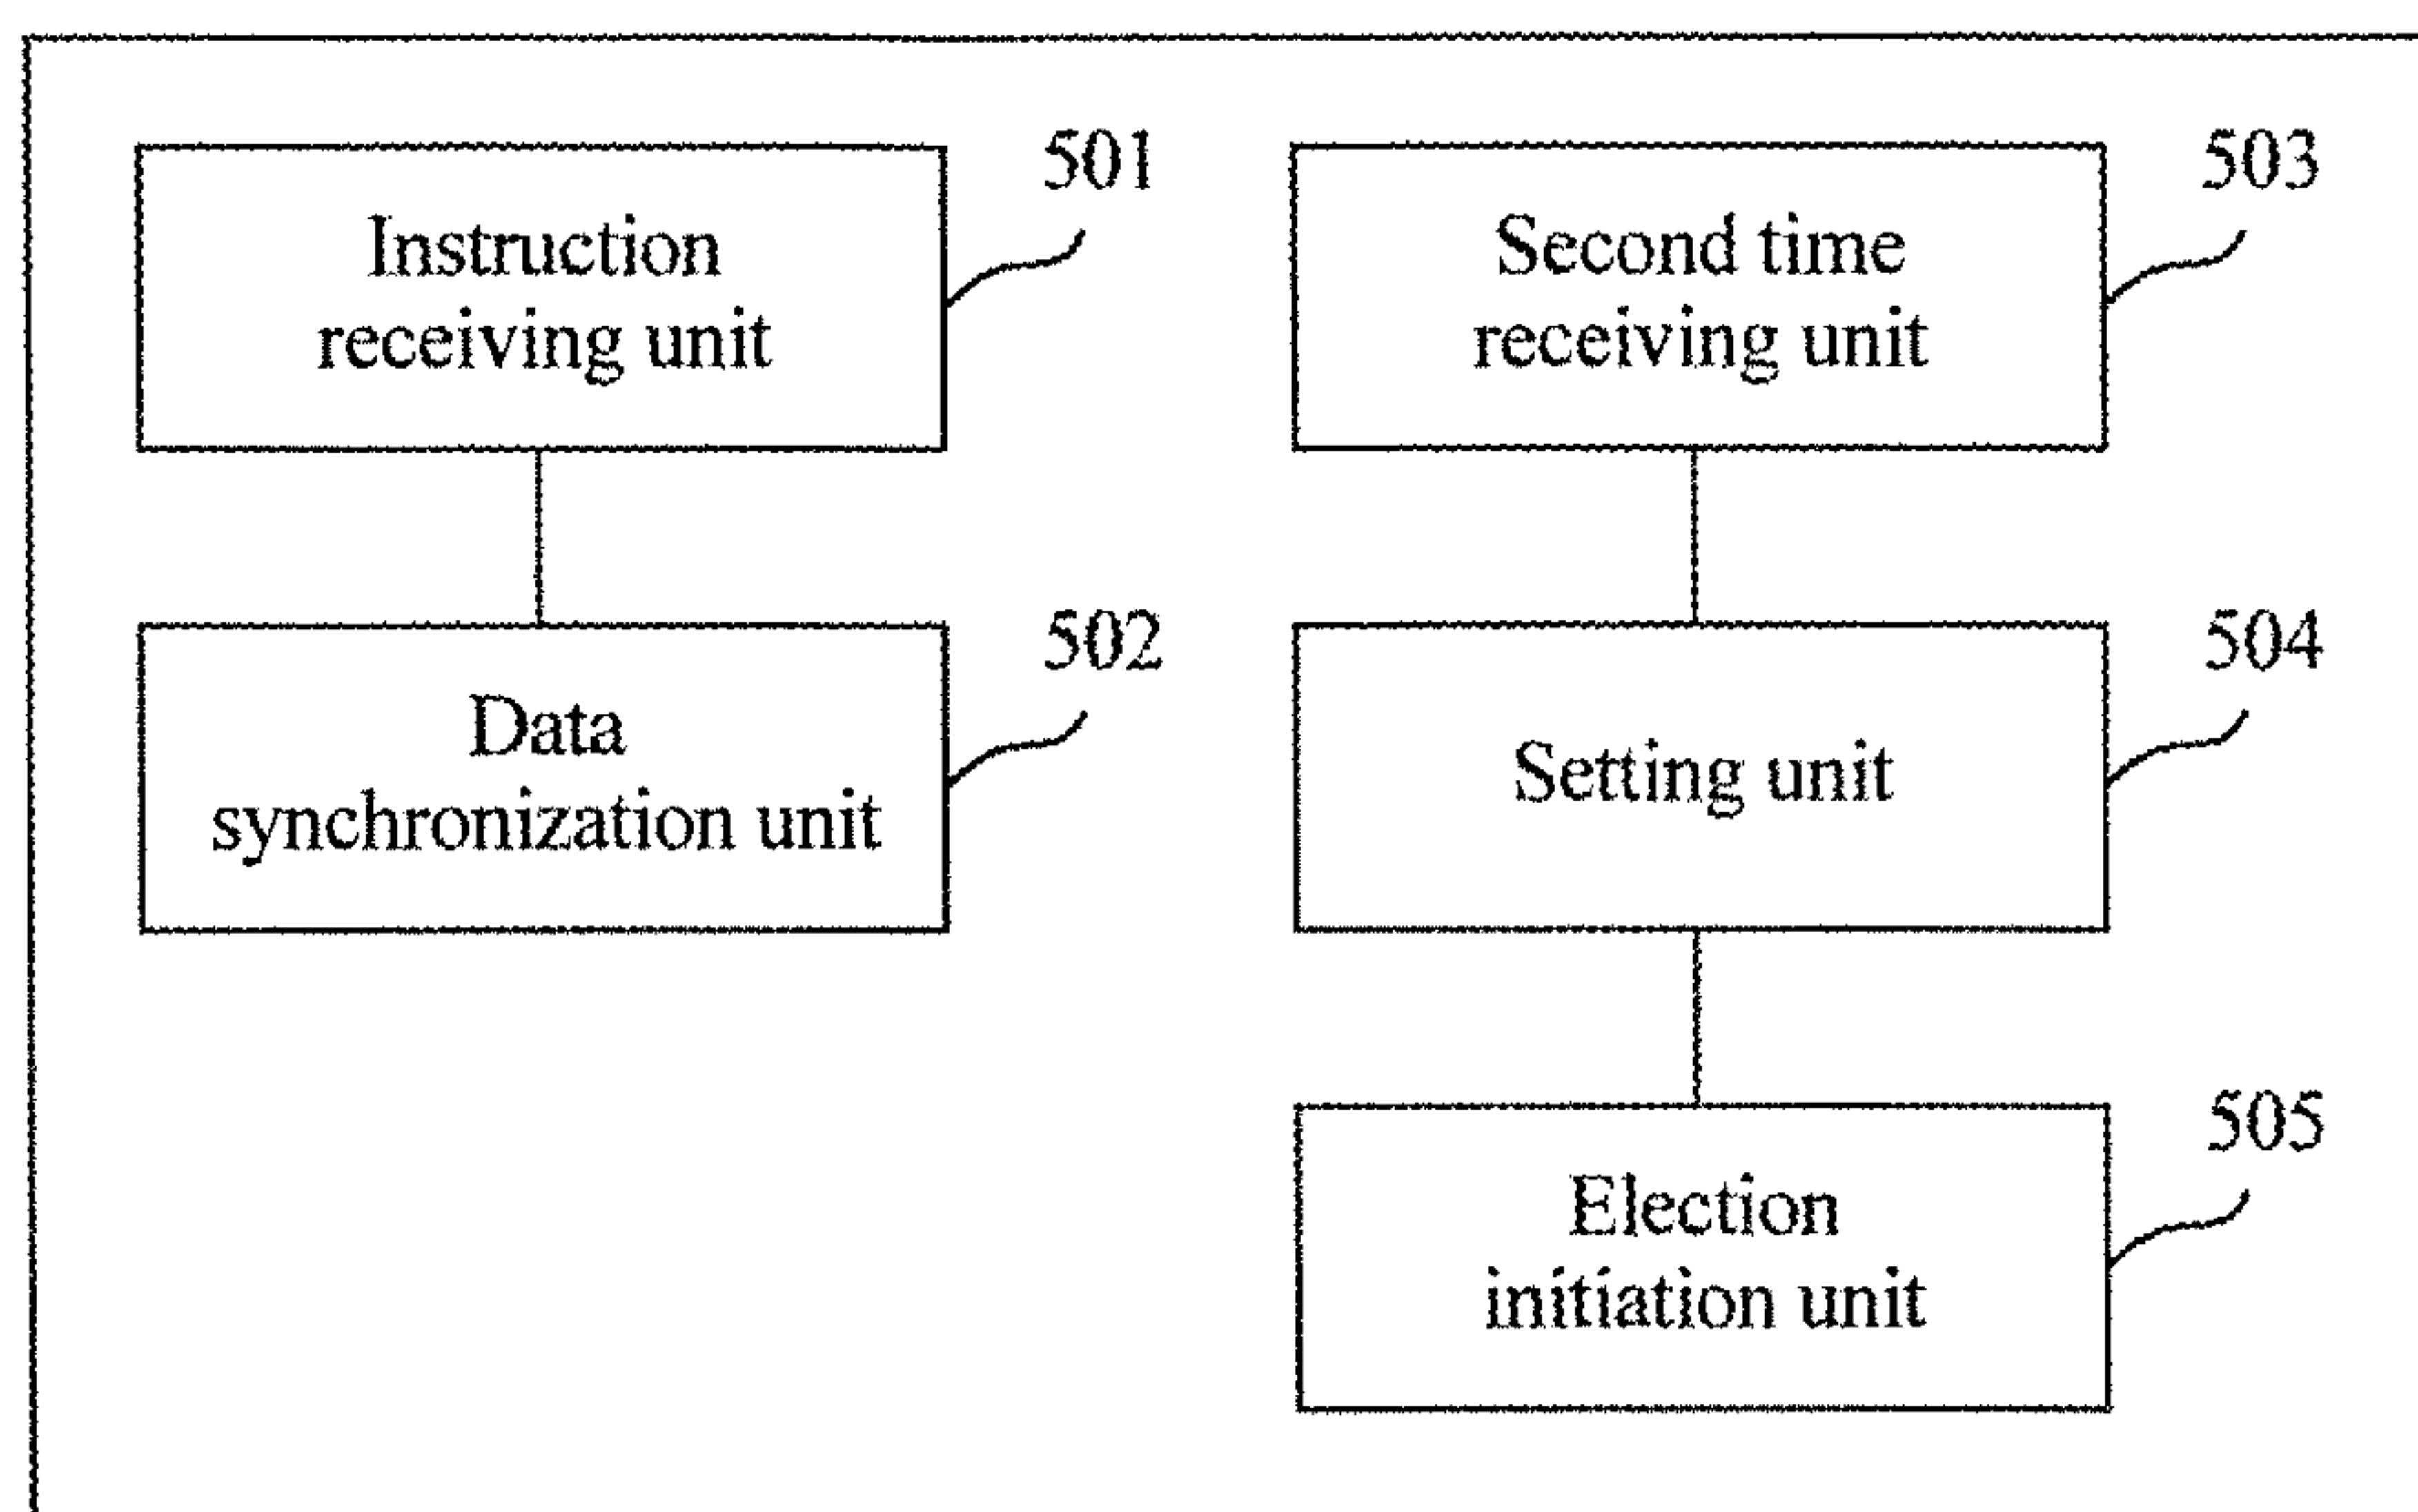 501
Instruction
receiving unit
502
Data
synchronization unit
503
Second time
receiving unit
504
Setting unit
505
Election
initiation unit